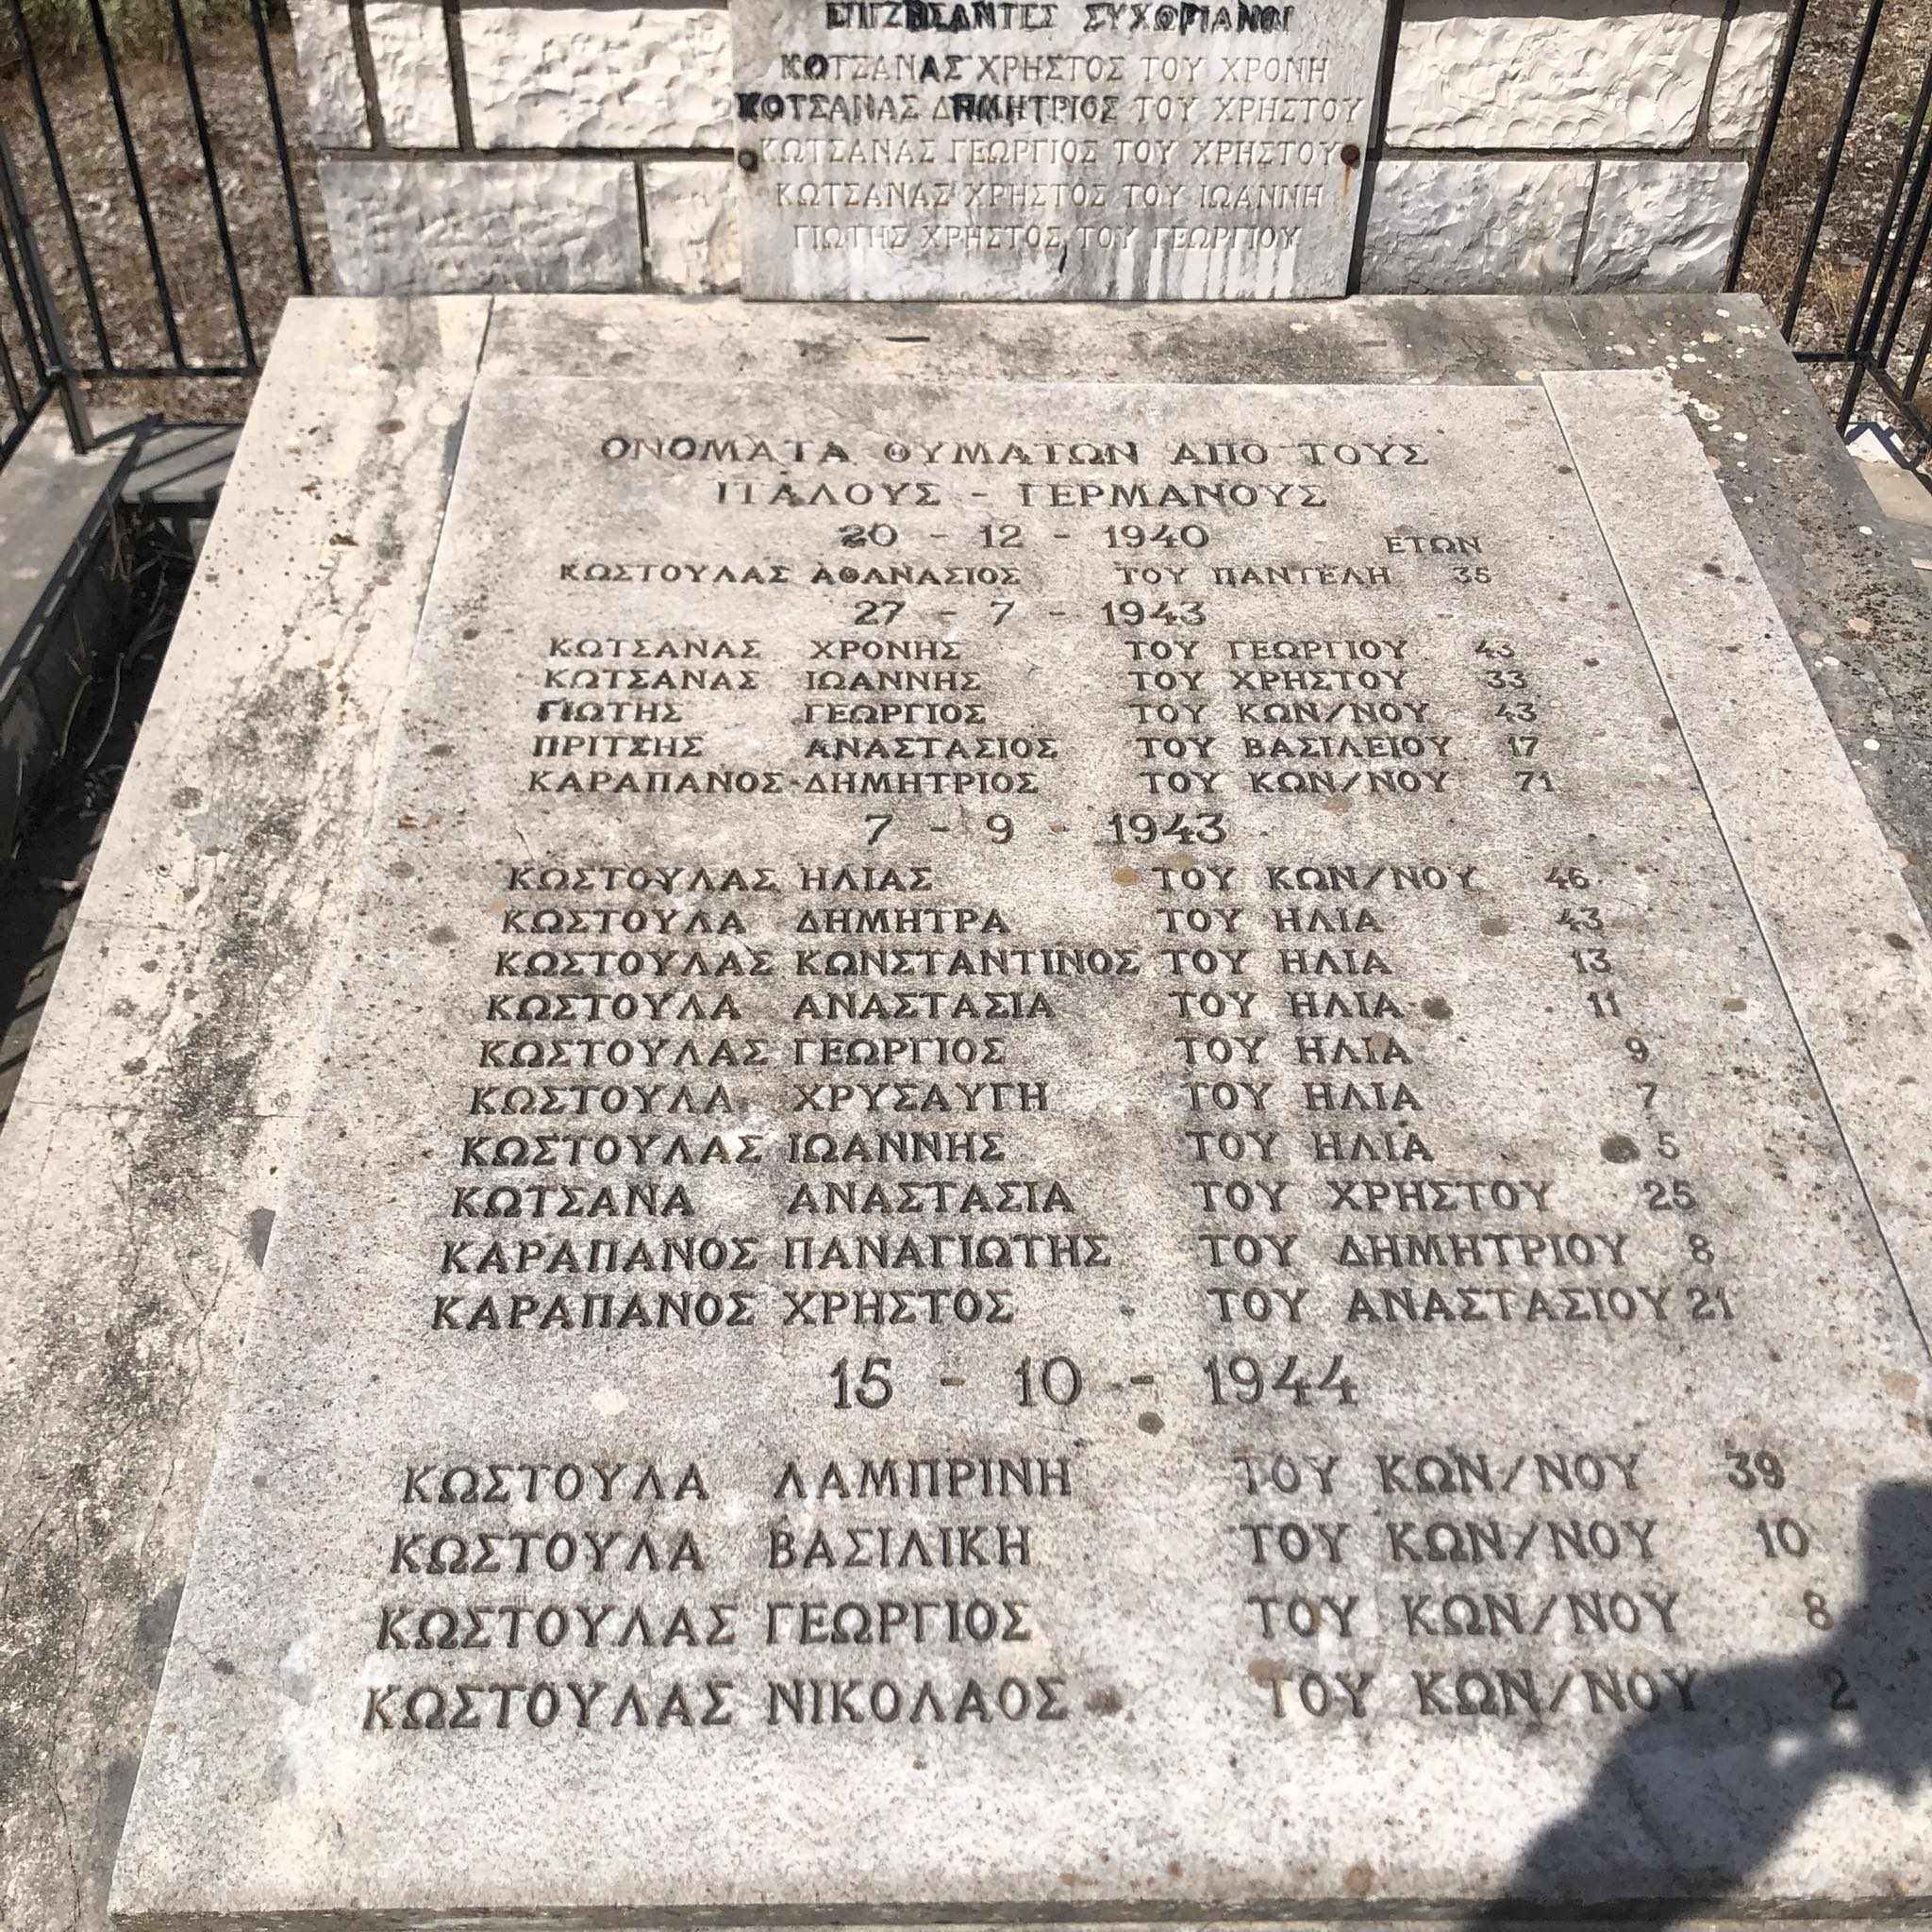 ΕΠΙΖΗΣΑΝΤΕΣ ΣΥΧΩΡΙΑΝΟΙ
ΚΟΤΣΑΝΑΣ ΧΡΗΣΤΟΣ ΤΟΥ ΧΡΟΝΗ
ΚΟΤΣΑΝΑΣ ΔΗΜΗΤΡΙΟΣ ΤΟΥ ΧΡΗΣΤΟΥ
ΚΩΤΣΑΝΑΣ ΓΕΩΡΓΙΟΣ ΤΟΥ ΧΡΗΣΤΟΥ
ΚΩΤΣΑΝΑΣ ΧΡΗΣΤΟΣ ΤΟΥ ΙΩΑΝΝΗ
ΓΙΩΤΗΣ ΧΡΗΣΤΟΣ ΤΟΥ ΓΕΩΡΓΙΟΥ
ΟΝΟΜΑΤΑ ΘΥΜΑΤΩΝ ΑΠΟ ΤΟΥΣ
ΙΤΑΛΟΥΣ - ΓΕΡΜΑΝΟΥΣ
20 - 12 - 1940 ΕΤΩΝ
ΚΩΣΤΟΥΛΑΣ ΑΘΑΝΑΣΙΟΣ ΤΟΥ ΠΑΝΤΕΛΗ 35
27 - 7 - 1943
ΚΩΤΣΑΝΑΣ ΧΡΟΝΗΣ ΤΟΥ ΓΕΩΡΓΙΟΥ 43
ΚΩΤΣΑΝΑΣ ΙΩΑΝΝΗΣ ΤΟΥ ΧΡΗΣΤΟΥ 33
ΓΙΩΤΗΣ ΓΕΩΡΓΙΟΣ ΤΟΥ ΚΩΝ/ΝΟΥ 43
ΠΡΙΤΣΗΣ ΑΝΑΣΤΑΣΙΟΣ ΤΟΥ ΒΑΣΙΛΕΙΟΥ 17
ΚΑΡΑΠΑΝΟΣ ΔΗΜΗΤΡΙΟΣ ΤΟΥ ΚΩΝ/ΝΟΥ 71
7 - 9 - 1943
ΚΩΣΤΟΥΛΑΣ ΗΛΙΑΣ ΤΟΥ ΚΩΝ/ΝΟΥ 46
ΚΩΣΤΟΥΛΑ ΔΗΜΗΤΡΑ ΤΟΥ ΗΛΙΑ 43
ΚΩΣΤΟΥΛΑΣ ΚΩΝΣΤΑΝΤΙΝΟΣ ΤΟΥ ΗΛΙΑ 13
ΚΩΣΤΟΥΛΑ ΑΝΑΣΤΑΣΙΑ ΤΟΥ ΗΛΙΑ 11
ΚΩΣΤΟΥΛΑΣ ΓΕΩΡΓΙΟΣ ΤΟΥ ΗΛΙΑ 9
ΚΩΣΤΟΥΛΑ ΧΡΥΣΑΥΓΗ ΤΟΥ ΗΛΙΑ 7
ΚΩΣΤΟΥΛΑΣ ΙΩΑΝΝΗΣ ΤΟΥ ΗΛΙΑ 5
ΚΩΤΣΑΝΑ ΑΝΑΣΤΑΣΙΑ ΤΟΥ ΧΡΗΣΤΟΥ 25
ΚΑΡΑΠΑΝΟΣ ΠΑΝΑΓΙΩΤΗΣ ΤΟΥ ΔΗΜΗΤΡΙΟΥ 8
ΚΑΡΑΠΑΝΟΣ ΧΡΗΣΤΟΣ ΤΟΥ ΑΝΑΣΤΑΣΙΟΥ 21
15 - 10 - 1944
ΚΩΣΤΟΥΛΑ ΛΑΜΠΡΙΝΗ ΤΟΥ ΚΩΝ/ΝΟΥ 39
ΚΩΣΤΟΥΛΑ ΒΑΣΙΛΙΚΗ ΤΟΥ ΚΩΝ/ΝΟΥ 10
ΚΩΣΤΟΥΛΑΣ ΓΕΩΡΓΙΟΣ ΤΟΥ ΚΩΝ/ΝΟΥ 8
ΚΩΣΤΟΥΛΑΣ ΝΙΚΟΛΑΟΣ ΤΟΥ ΚΩΝ/ΝΟΥ 2